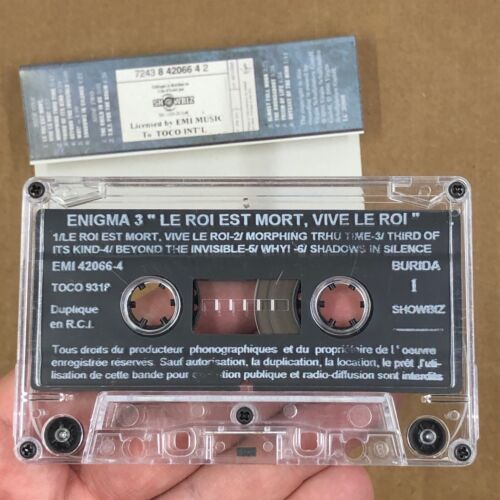 7243 8 42066 4 2
SHOWBIZ
Licensed by EMI MUSIC
To TOCO INT'L
ENIGMA 3 " LE ROI EST MORT, VIVE LE ROI "
1/LE ROI EST MORT, VIVE LE ROI-2/ MORPHING TRHU TIME-3/ THIRD OF
ITS KIND-4/ BEYOND THE INVISIBLE-5/ WHY! -6/ SHADOWS IN SILENCE
EMI 42066-4 BURIDA
TOCO 931 1 SHOWBIZ
Duplique
en R.C.I.
Tous droits du producteur phonographiques et du propriétaire de L'oeuvre
enregistrée réservés. Sauf autorisation, la duplication, la location, le prêt ,l'uti-
lisation de cette bande pour publique et radio-diffusion sont interdits